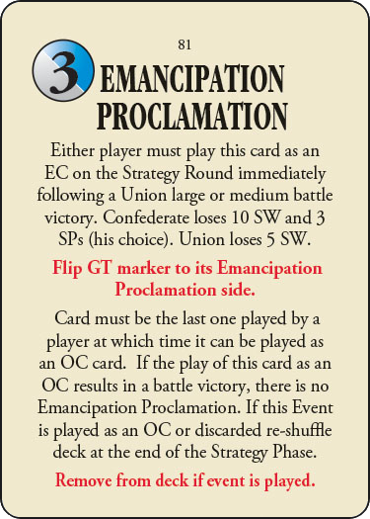 81
3
EMANCIPATION
PROCLAMATION
Either player must play this card as an
EC on the Strategy Round immediately
following a Union large or medium battle
victory. Confederate loses 10 SW and 3
SPs (his choice). Union loses 5 SW.
Flip GT marker to its Emancipation
Proclamation side.
Card must be the last one played by a
player at which time it can be played as
an OC card.  If the play of this card as an
OC results in a battle victory, there is no
Emancipation Proclamation. If this Event
is played as an OC or discarded re-shuffle
deck at the end of the Strategy Phase.
Remove from deck if event is played.